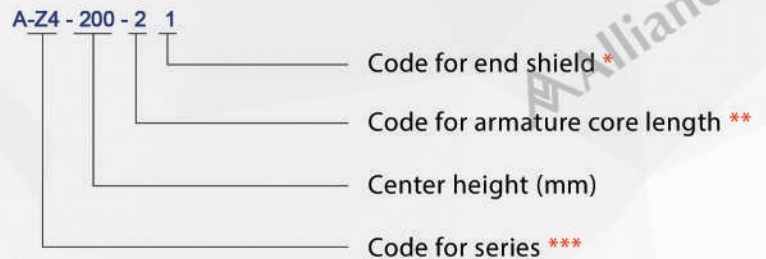 A-Z4 - 200 - 2 1
Code for end shield *
Code for armature core length **
Center height (mm)
Code for series ***